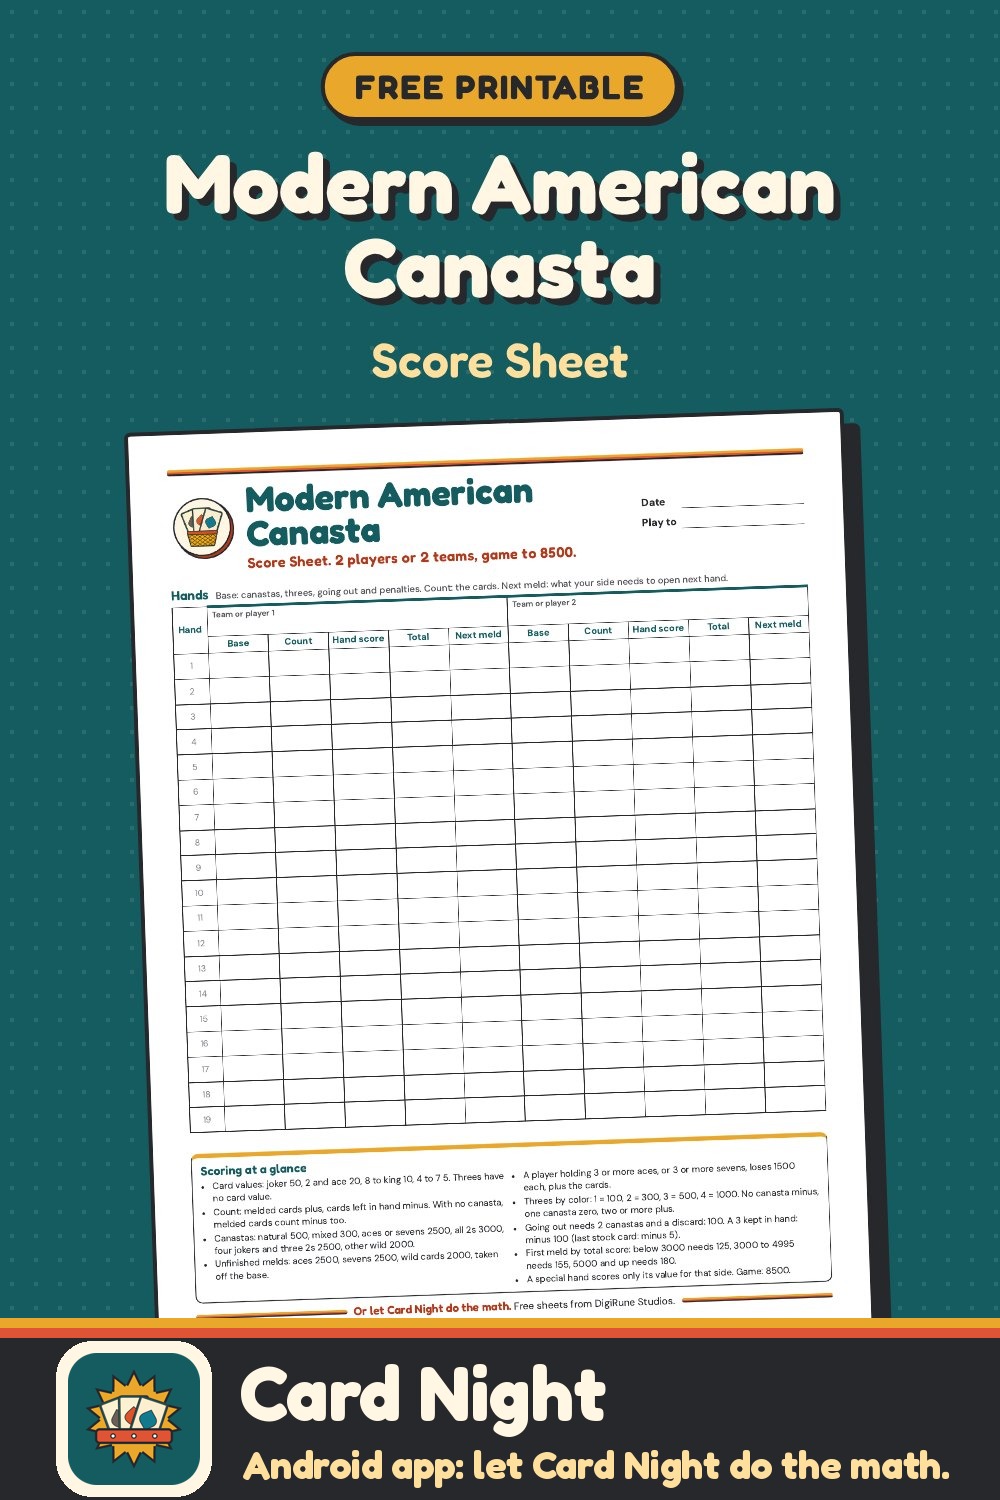 FREE PRINTABLE
Modern American
Canasta
Score Sheet
Modern American
Canasta
Score Sheet. 2 players or 2 teams, game to 8500.
Date
Play to
Hands Base: canastas, threes, going out and penalties. Count: the cards. Next meld: what your side needs to open next hand.
Hand Team or player 1 Team or player 2
Base Count Hand score Total Next meld Base Count Hand score Total Next meld
1
2
3
4
5
6
7
8
9
10
11
12
13
14
15
16
17
18
19
Scoring at a glance
• Card values: joker 50, 2 and ace 20, 8 to king 10, 4 to 7 5. Threes have
no card value.
• Count: melded cards plus, cards left in hand minus. With no canasta,
melded cards count minus too.
• Canastas: natural 500, mixed 300, aces or sevens 2500, all 2s 3000,
four jokers and three 2s 2500, other wild 2000.
• Unfinished melds: aces 2500, sevens 2500, wild cards 2000, taken
off the base.
• A player holding 3 or more aces, or 3 or more sevens, loses 1500
each, plus the cards.
• Threes by color: 1 = 100, 2 = 300, 3 = 500, 4 = 1000. No canasta minus,
one canasta zero, two or more plus.
• Going out needs 2 canastas and a discard: 100. A 3 kept in hand:
minus 100 (last stock card: minus 5).
• First meld by total score: below 3000 needs 125, 3000 to 4995
needs 155, 5000 and up needs 180.
• A special hand scores only its value for that side. Game: 8500.
Or let Card Night do the math. Free sheets from DigiRune Studios.
Card Night
Android app: let Card Night do the math.